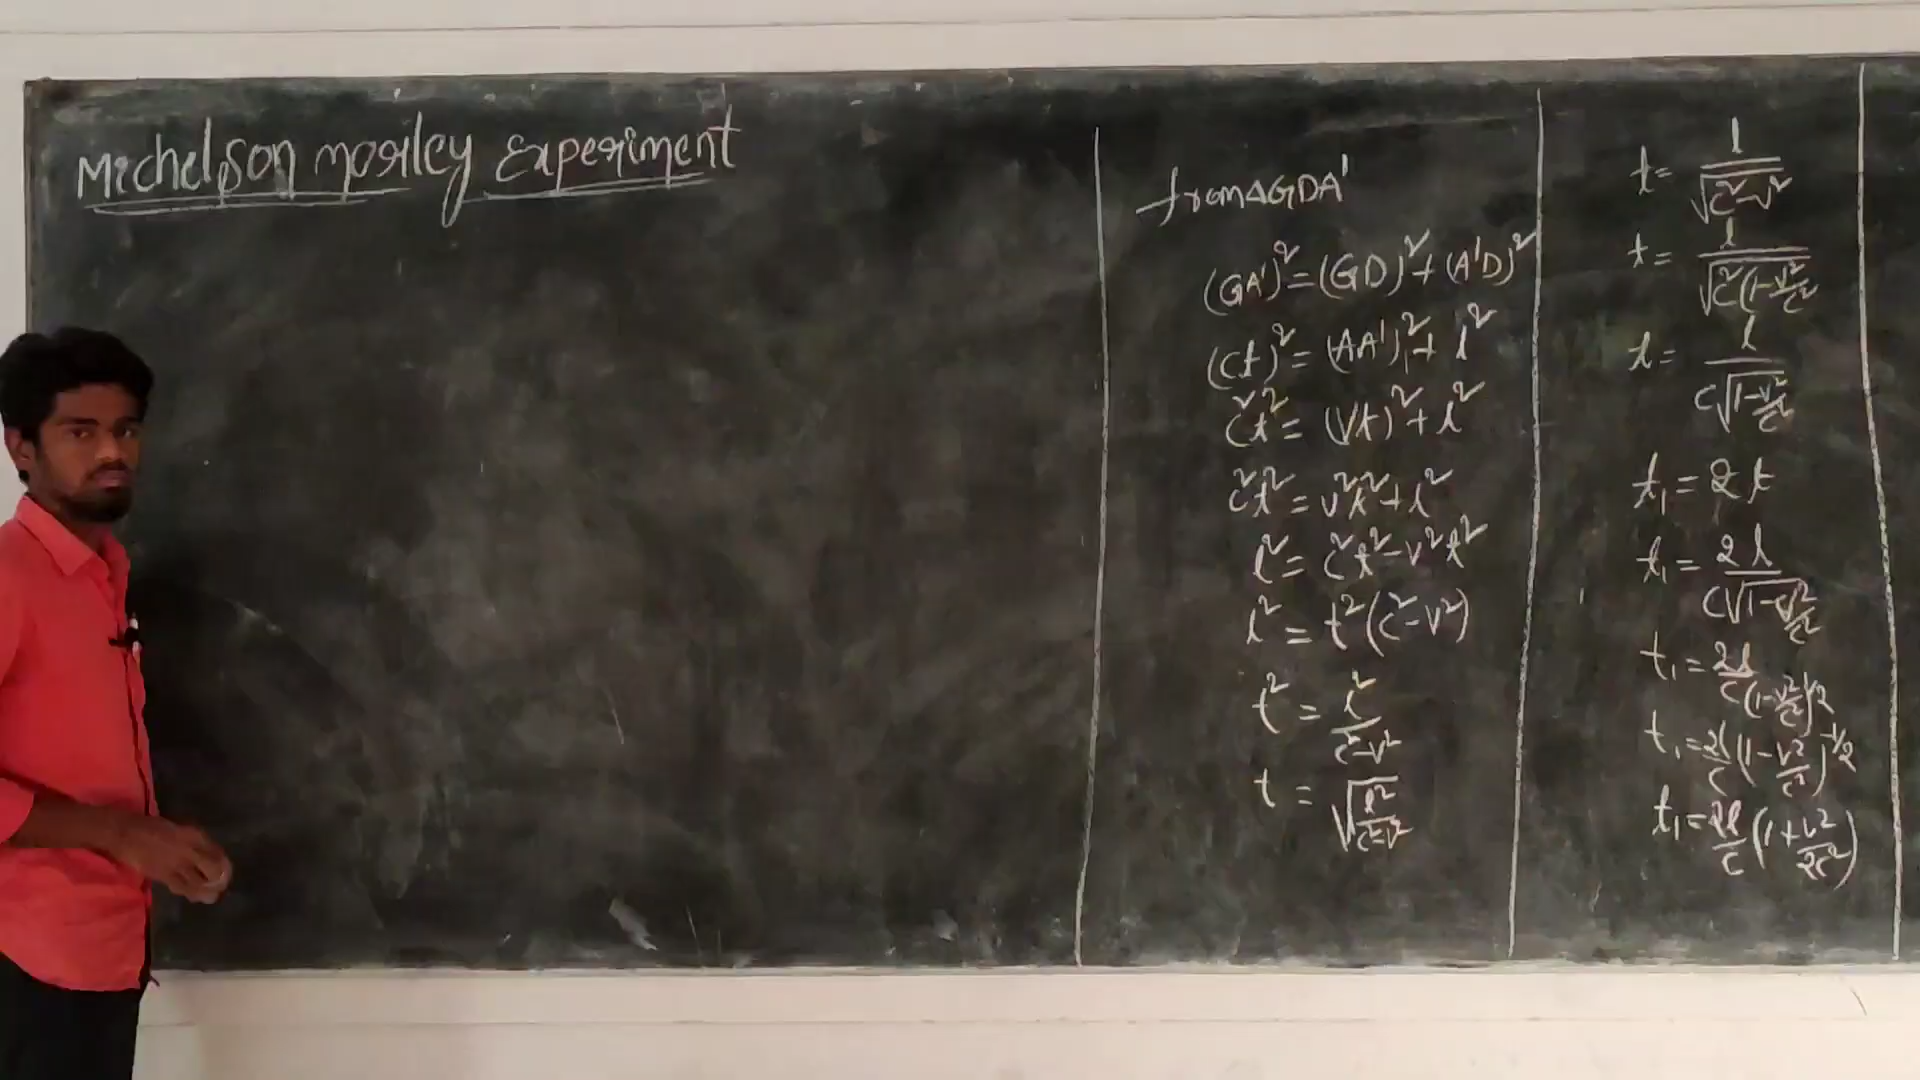 Michelson morley Experiment
from ΔGDA'
(GA')² = (GD)² + (A'D)²
(ct)² = (AA')² + l²
c²t² = (Vt)² + l²
c²t² = v²t² + l²
l² = c²t² - v²t²
l² = t²(c² - v²)
t² = l²/c²-v²
t = √l²/c²-v²
t = l/√c²-v²
t = l/√c²(1-v²/c²
t = l/c√1-v²/c²
t₁ = 2t
t₁ = 2l/c√1-v²/c²
t₁ = 2l/c(1-v²/c²)½
t₁ = 2l/c (1-v²/c²)-1/2
t₁ = 2l/c (1+v²/2c²)